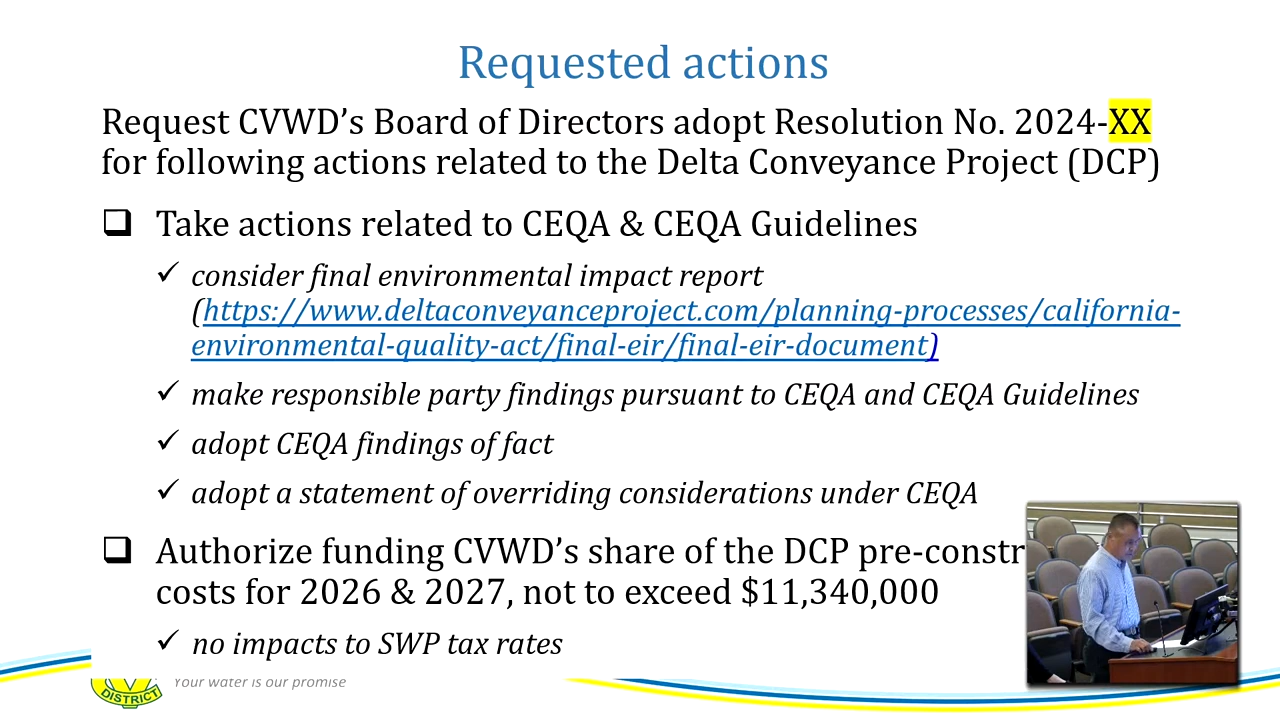 Requested actions
Request CVWD’s Board of Directors adopt Resolution No. 2024-XX
for following actions related to the Delta Conveyance Project (DCP)
Take actions related to CEQA & CEQA Guidelines
consider final environmental impact report
(https://www.deltaconveyanceproject.com/planning-processes/california-
environmental-quality-act/final-eir/final-eir-document)
make responsible party findings pursuant to CEQA and CEQA Guidelines
adopt CEQA findings of fact
adopt a statement of overriding considerations under CEQA
Authorize funding CVWD’s share of the DCP pre-constr
costs for 2026 & 2027, not to exceed $11,340,000
no impacts to SWP tax rates
DISTRICT
Your water is our promise